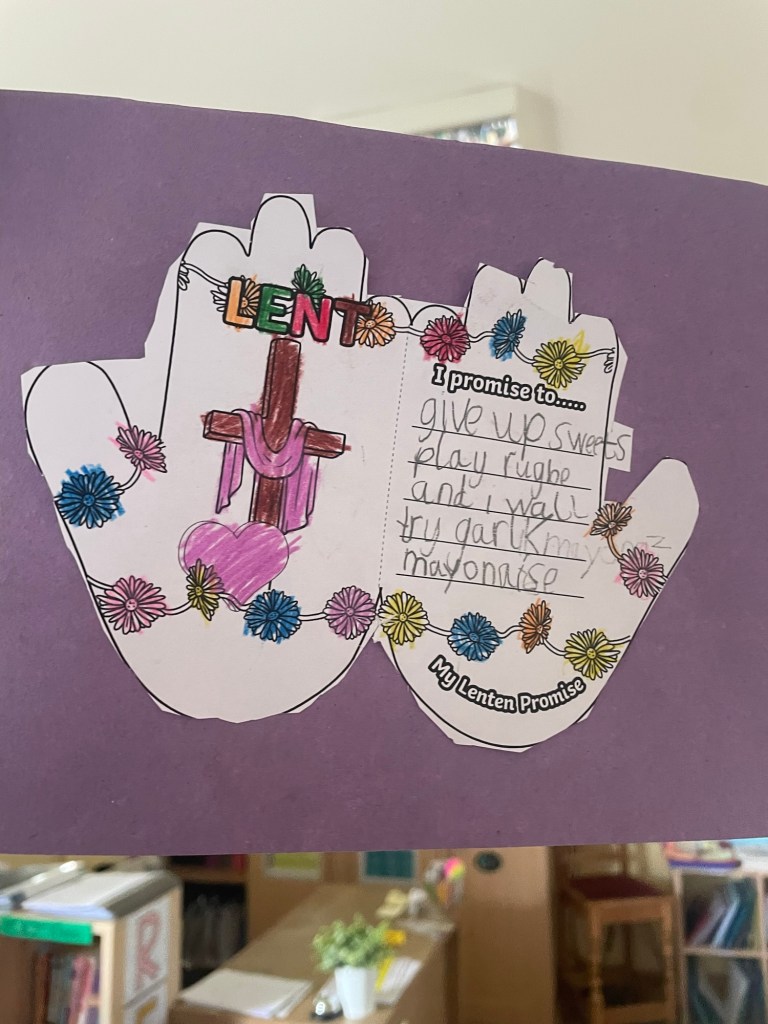 LENT
I promise to.....
give up sweets
play rugbe
and i wall
try garlK
mayonaise
My Lenten Promise
R